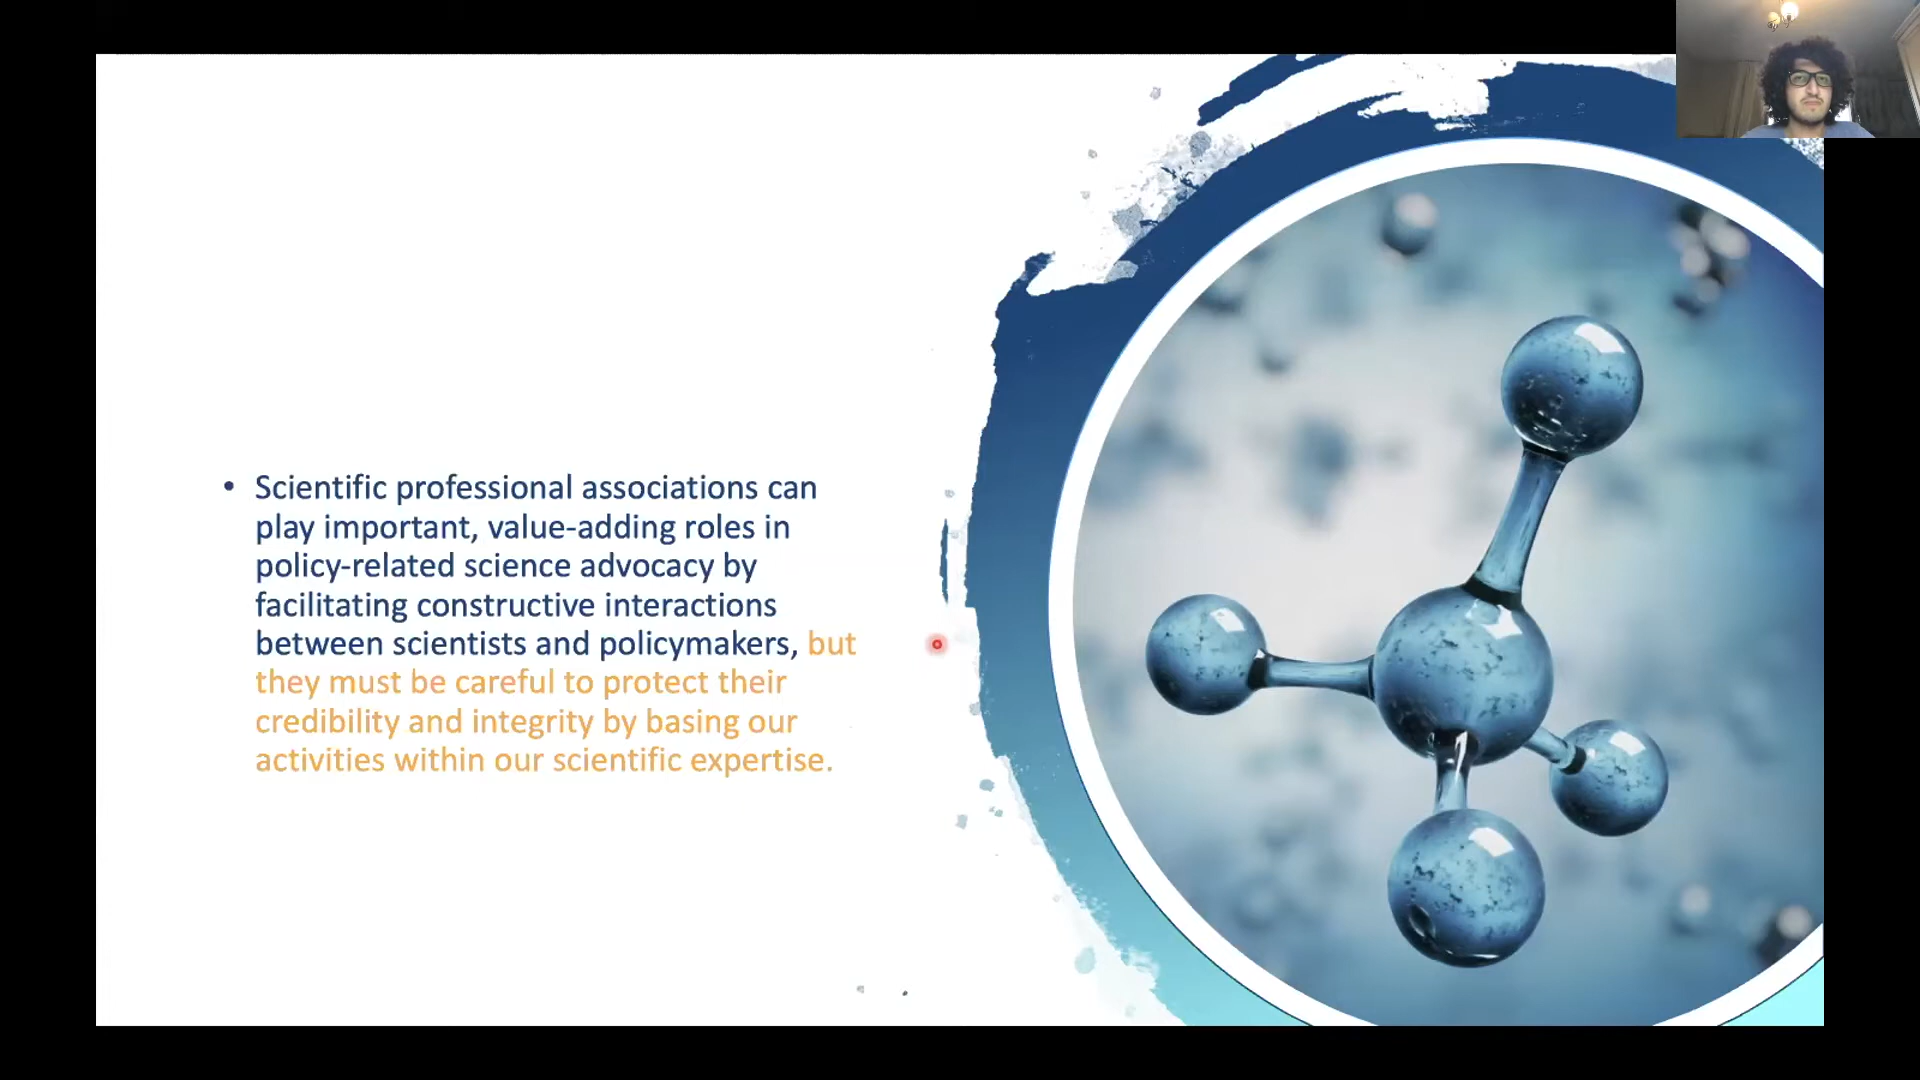 • Scientific professional associations can
play important, value-adding roles in
policy-related science advocacy by
facilitating constructive interactions
between scientists and policymakers, but
they must be careful to protect their
credibility and integrity by basing our
activities within our scientific expertise.